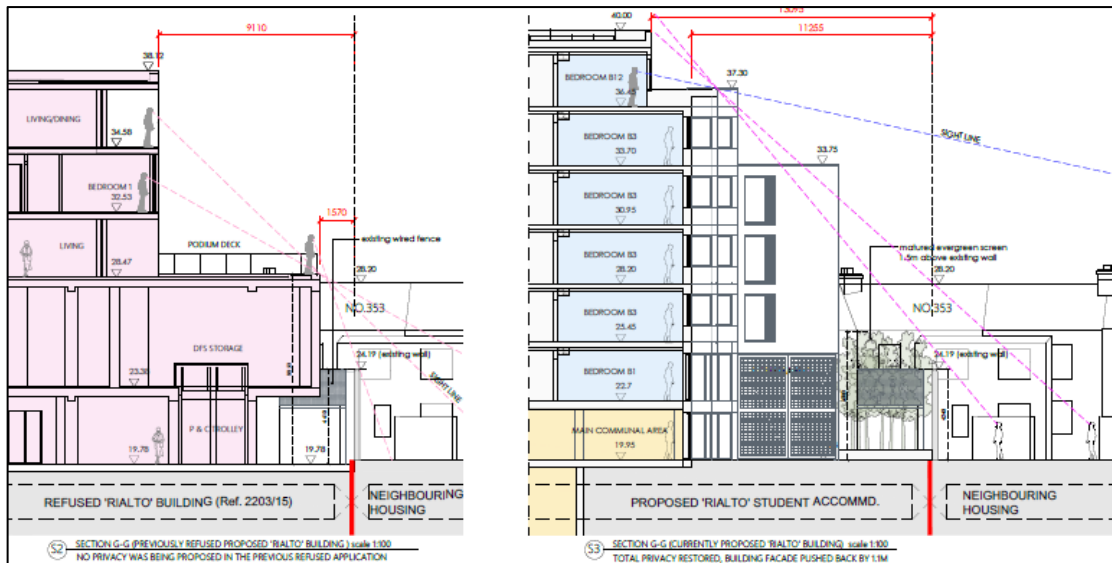 9110
38.12
LIVING/DINING
34.58
BEDROOM 1
32.53
1570
LIVING
PODIUM DECK
existing wired fence
28.47
28.20
NO.353
DFS STORAGE
24.19 (existing wall)
23.38
SIGHT LINE
P & C TROLLEY
19.78
19.78
REFUSED 'RIALTO' BUILDING (Ref. 2203/15)
NEIGHBOURING
HOUSING
S2
SECTION G-G (PREVIOUSLY REFUSED PROPOSED 'RIALTO' BUILDING ) scale 1:100
NO PRIVACY WAS BEING PROPOSED IN THE PREVIOUS REFUSED APPLICATION
13095
40.00
11255
BEDROOM B12
36.45
37.30
SIGHT LINE
BEDROOM B3
33.70
33.75
BEDROOM B3
30.95
BEDROOM B3
28.20
matured evergreen screen
1.5m above existing wall
28.20
NO.353
BEDROOM B3
25.45
24.19 (existing wall)
BEDROOM B1
22.7
MAIN COMMUNAL AREA
19.95
PROPOSED 'RIALTO' STUDENT ACCOMMD.
NEIGHBOURING
HOUSING
S3
SECTION G-G (CURRENTLY PROPOSED 'RIALTO' BUILDING) scale 1:100
TOTAL PRIVACY RESTORED, BUILDING FACADE PUSHED BACK BY 1.1M